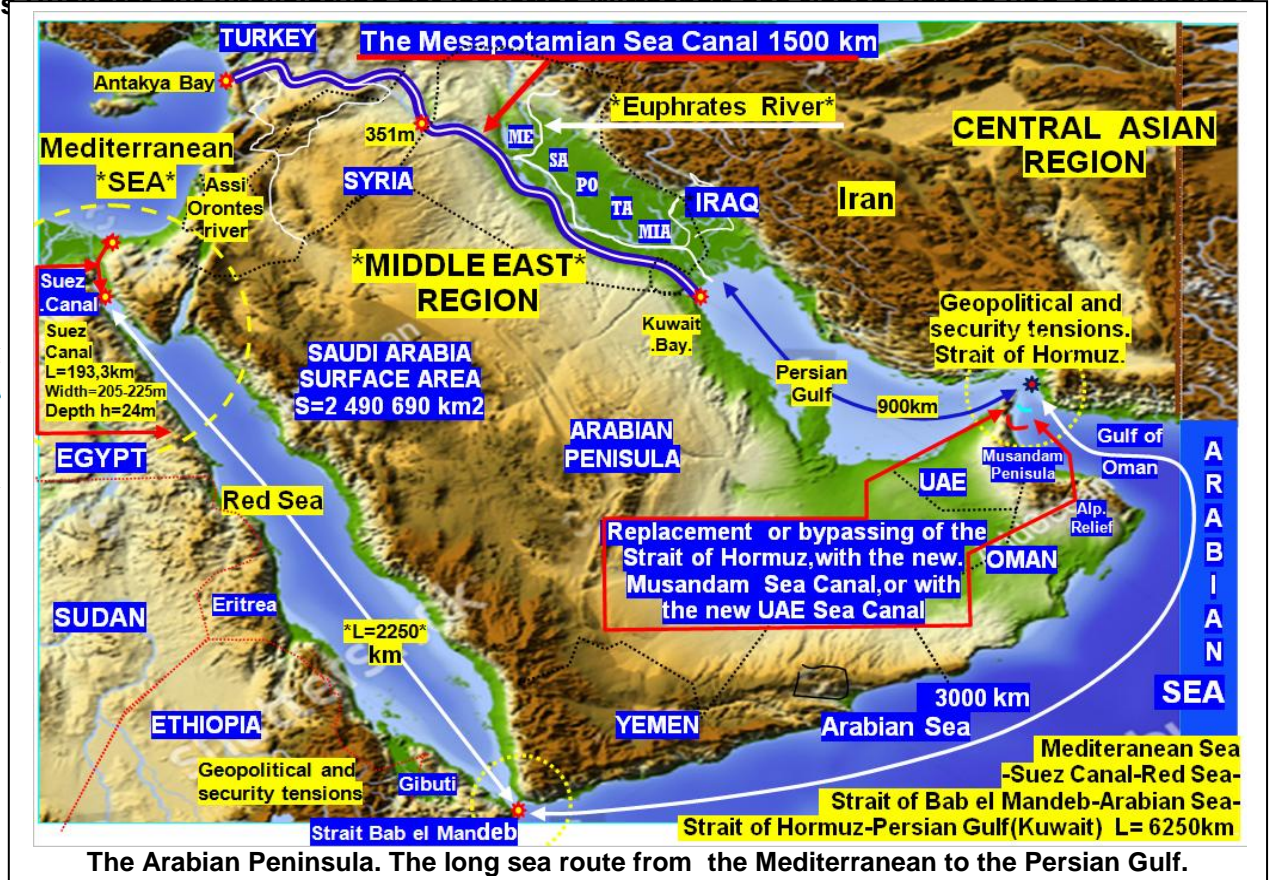 TURKEY
The Mesapotamian Sea Canal 1500 km
Antakya Bay
*Euphrates River*
351m
ME
SA
PO
TA
MIA
CENTRAL ASIAN
REGION
Mediterranean
*SEA*
Assi
Orontes
river
SYRIA
IRAQ
Iran
*MIDDLE EAST*
REGION
Suez
.Canal
Suez
Canal
L=193,3km
Width=205-225m
Depth h=24m
Kuwait
.Bay.
Geopolitical and
security tensions.
Strait of Hormuz.
SAUDI ARABIA
SURFACE AREA
S=2 490 690 km2
Persian
Gulf
900km
EGYPT
ARABIAN
PENISULA
Musandam
Penisula
Gulf of
Oman
UAE
Red Sea
Alp.
Relief
ARABIAN
SEA
Replacement or bypassing of the
Strait of Hormuz,with the new.
Musandam Sea Canal,or with
the new UAE Sea Canal
OMAN
SUDAN
Eritrea
*L=2250*
km
ETHIOPIA
YEMEN
3000 km
Arabian Sea
Geopolitical and
security tensions
Gibuti
Strait Bab el Mandeb
Mediteranean Sea
-Suez Canal-Red Sea-
Strait of Bab el Mandeb-Arabian Sea-
Strait of Hormuz-Persian Gulf(Kuwait) L= 6250km
The Arabian Peninsula. The long sea route from the Mediterranean to the Persian Gulf.